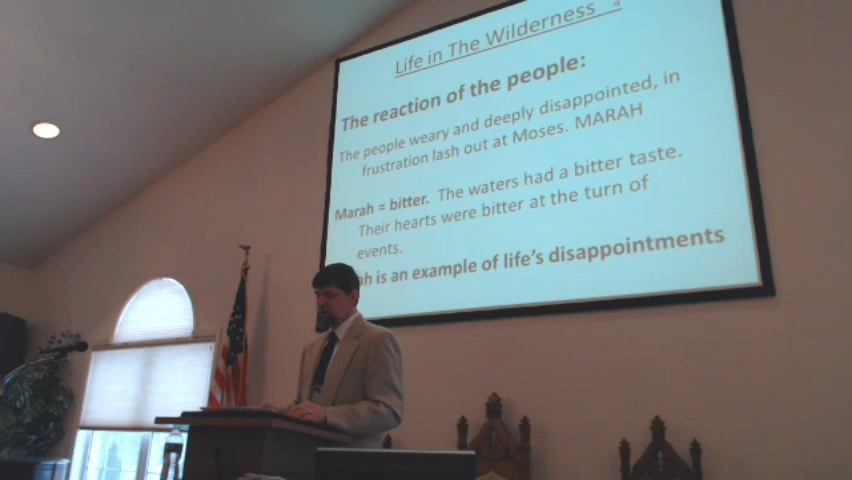 Life in The Wilderness 4
The reaction of the people:
The people weary and deeply disappointed, in
frustration lash out at Moses. MARAH
Marah = bitter. The waters had a bitter taste.
Their hearts were bitter at the turn of
events.
ah is an example of life's disappointments